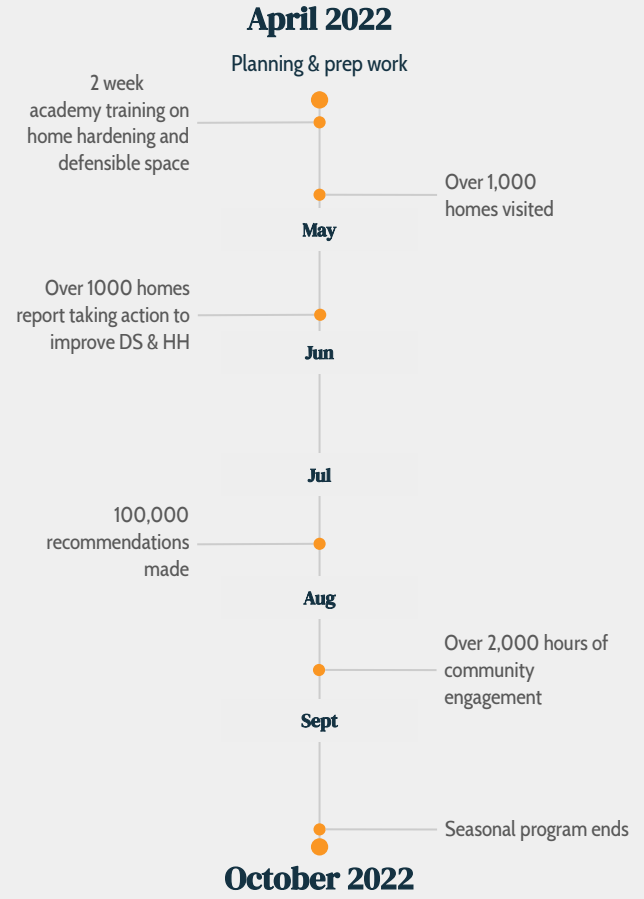 April 2022
Planning & prep work
2 week
academy training on
home hardening and
defensible space
Over 1,000
homes visited
May
Over 1000 homes
report taking action to
improve DS & HH
Jun
Jul
100,000
recommendations
made
Aug
Over 2,000 hours of
community
engagement
Sept
Seasonal program ends
October 2022